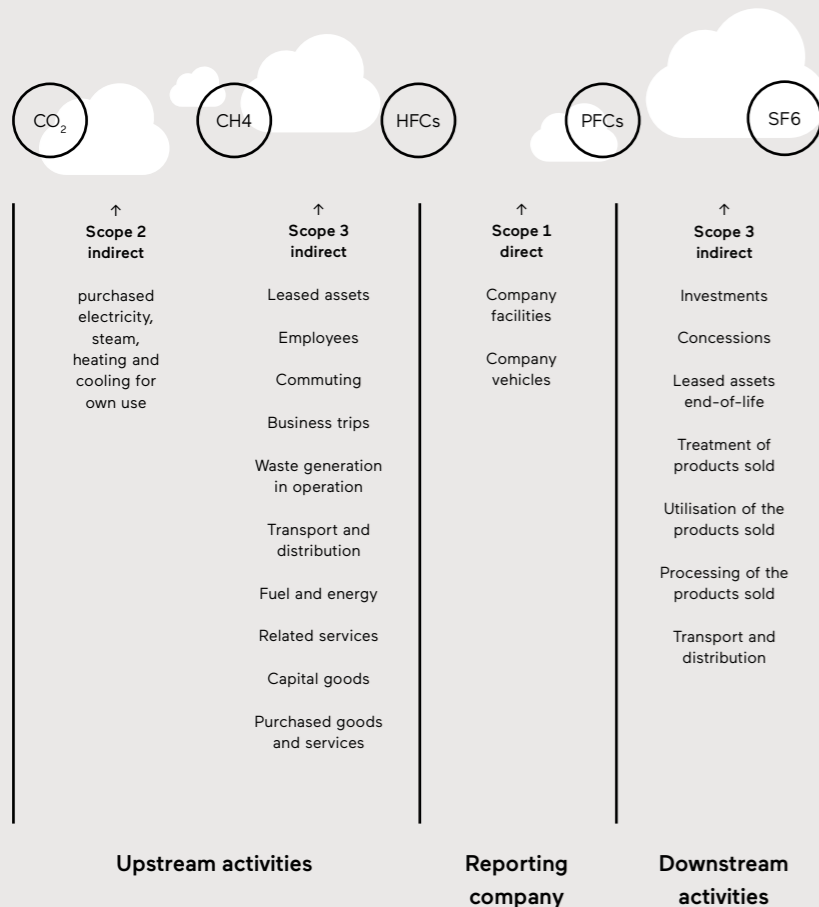 CO₂
CH4
HFCs
PFCs
SF6
↑
Scope 2
indirect
purchased
electricity,
steam,
heating and
cooling for
own use
↑
Scope 3
indirect
Leased assets
Employees
Commuting
Business trips
Waste generation
in operation
Transport and
distribution
Fuel and energy
Related services
Capital goods
Purchased goods
and services
↑
Scope 1
direct
Company
facilities
Company
vehicles
↑
Scope 3
indirect
Investments
Concessions
Leased assets
end-of-life
Treatment of
products sold
Utilisation of the
products sold
Processing of the
products sold
Transport and
distribution
Upstream activities
Reporting
company
Downstream
activities